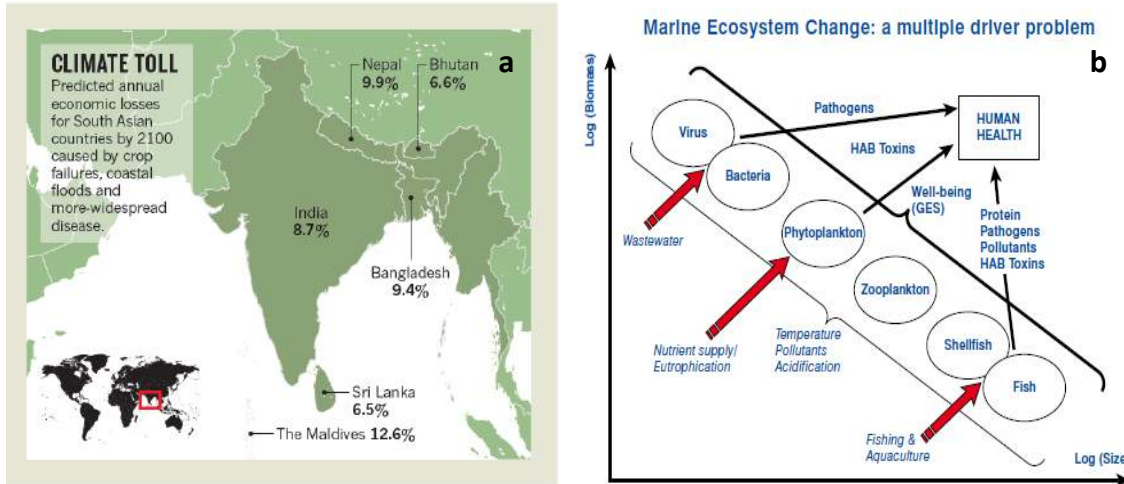 CLIMATE TOLL
Predicted annual
economic losses
for South Asian
countries by 2100
caused by crop
failures, coastal
floods and
more-widespread
disease.
a
Nepal
9.9%
Bhutan
6.6%
India
8.7%
Bangladesh
9.4%
Sri Lanka
6.5%
The Maldives 12.6%
Marine Ecosystem Change: a multiple driver problem
b
Log (Biomass)
Virus
Bacteria
Phytoplankton
Zooplankton
Shellfish
Fish
Pathogens
HAB Toxins
HUMAN
HEALTH
Well-being
(GES)
Protein
Pathogens
Pollutants
HAB Toxins
Wastewater
Nutrient supply/
Eutrophication
Temperature
Pollutants
Acidification
Fishing &
Aquaculture
Log (Size